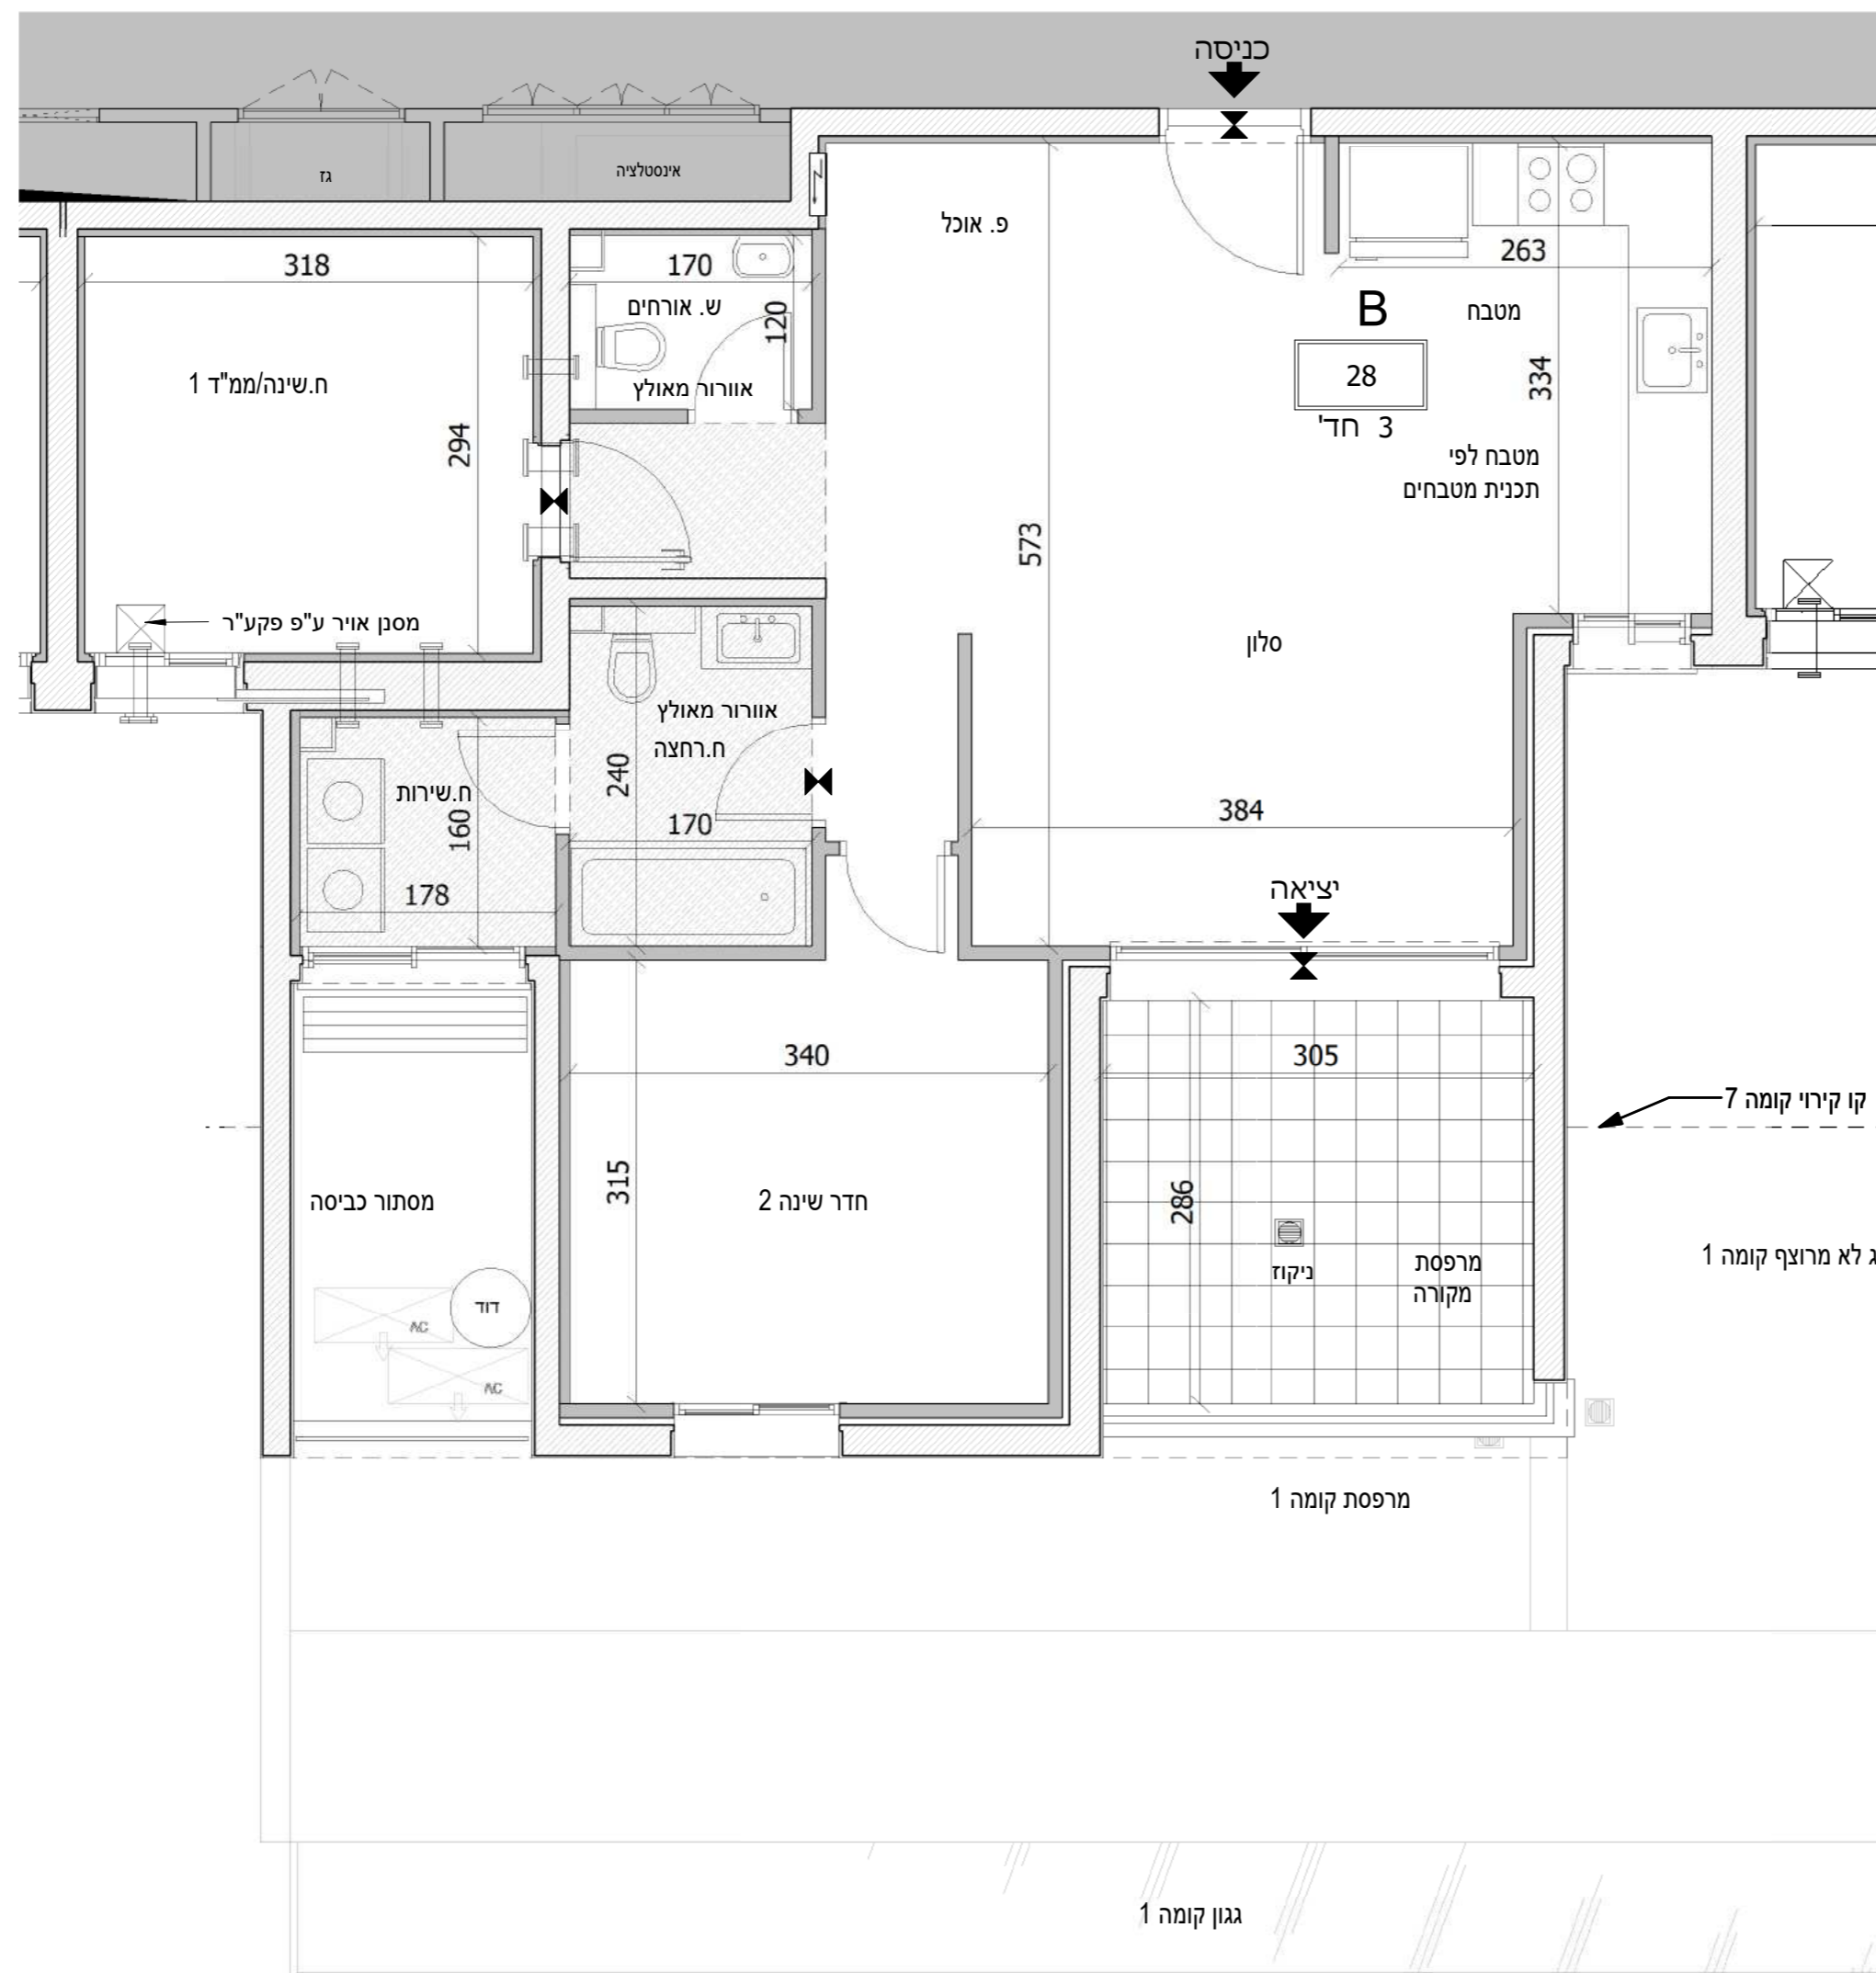 כניסה
גז
אינסטלציה
פ. אוכל
318
170
263
ש. אורחים
120
B
מטבח
28
3 חד'
334
ח.שינה/ממ"ד 1
אוורור מאולץ
294
מטבח לפי
תכנית מטבחים
573
מסנן אויר ע"פ פקע"ר
סלון
אוורור מאולץ
ח.רחצה
240
ח.שירות
160
170
384
178
יציאה
340
305
קו קירוי קומה 7
315
286
מסתור כביסה
חדר שינה 2
ניקוז
מרפסת
מקורה
ג לא מרוצף קומה 1
דוד
AC
AC
מרפסת קומה 1
גגון קומה 1